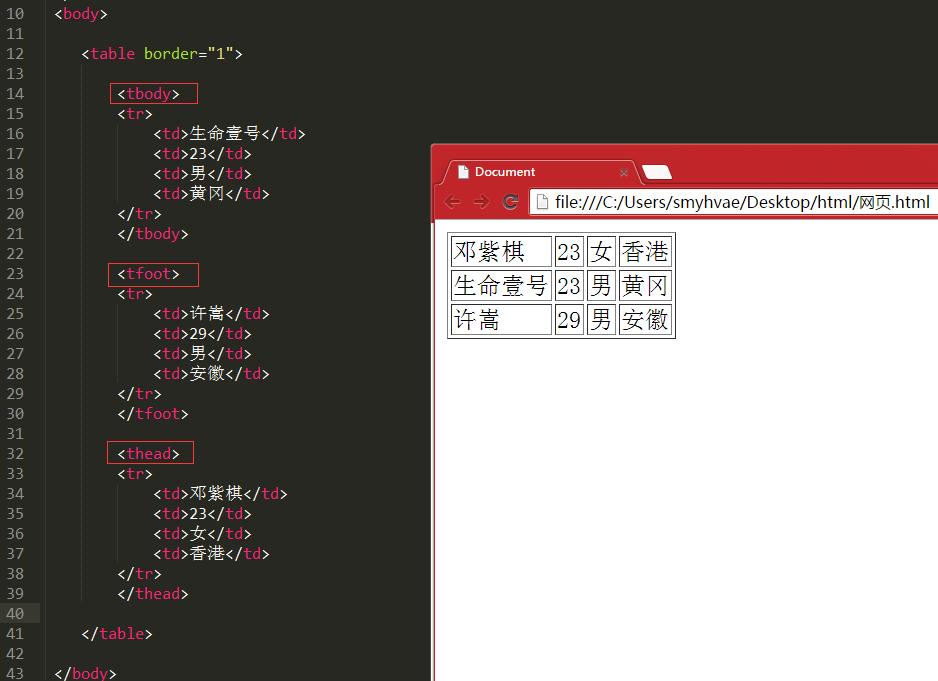 10 <body>
11
12 <table border="1">
13
14 <tbody>
15 <tr>
16 <td>生命壹号</td>
17 <td>23</td>
18 <td>男</td>
19 <td>黄冈</td>
20 </tr>
21 </tbody>
22
23 <tfoot>
24 <tr>
25 <td>许嵩</td>
26 <td>29</td>
27 <td>男</td>
28 <td>安徽</td>
29 </tr>
30 </tfoot>
31
32 <thead>
33 <tr>
34 <td>邓紫棋</td>
35 <td>23</td>
36 <td>女</td>
37 <td>香港</td>
38 </tr>
39 </thead>
40
41 </table>
42
43 </body>
Document
file:///C:/Users/smyhvae/Desktop/html/网页.html
邓紫棋 23 女 香港
生命壹号 23 男 黄冈
许嵩 29 男 安徽